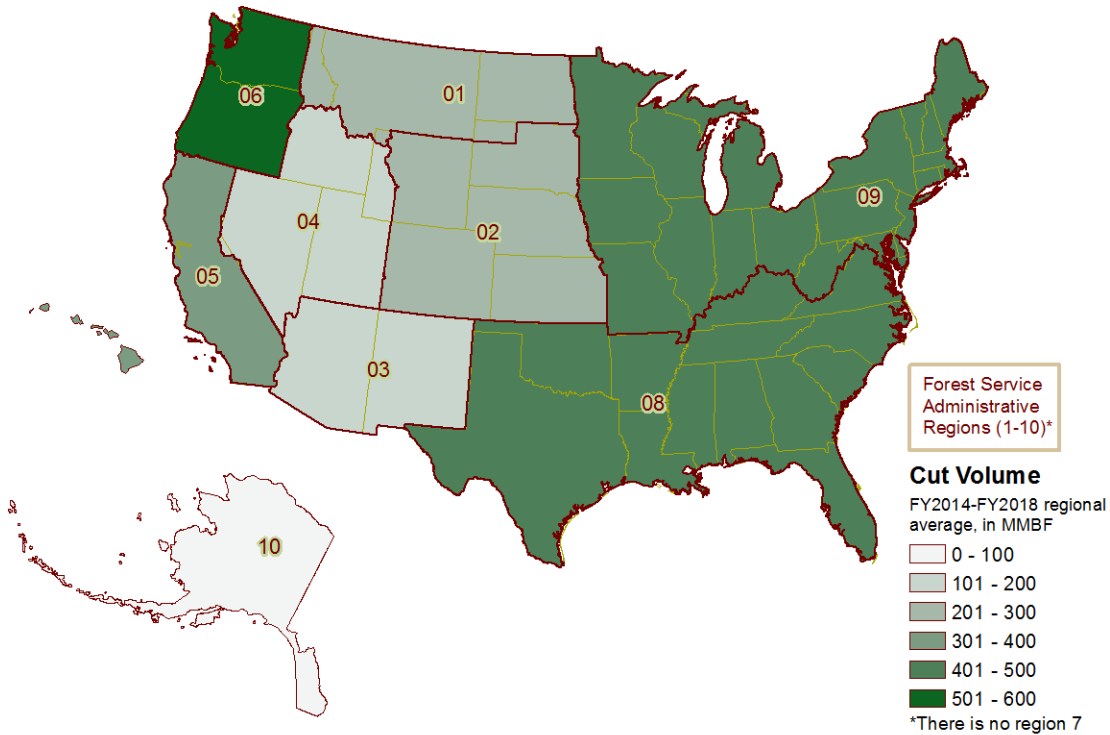 06
01
09
04
02
05
03
08
10
Forest Service
Administrative
Regions (1-10)*
Cut Volume
FY2014-FY2018 regional
average, in MMBF
0 - 100
101 - 200
201 - 300
301 - 400
401 - 500
501 - 600
*There is no region 7